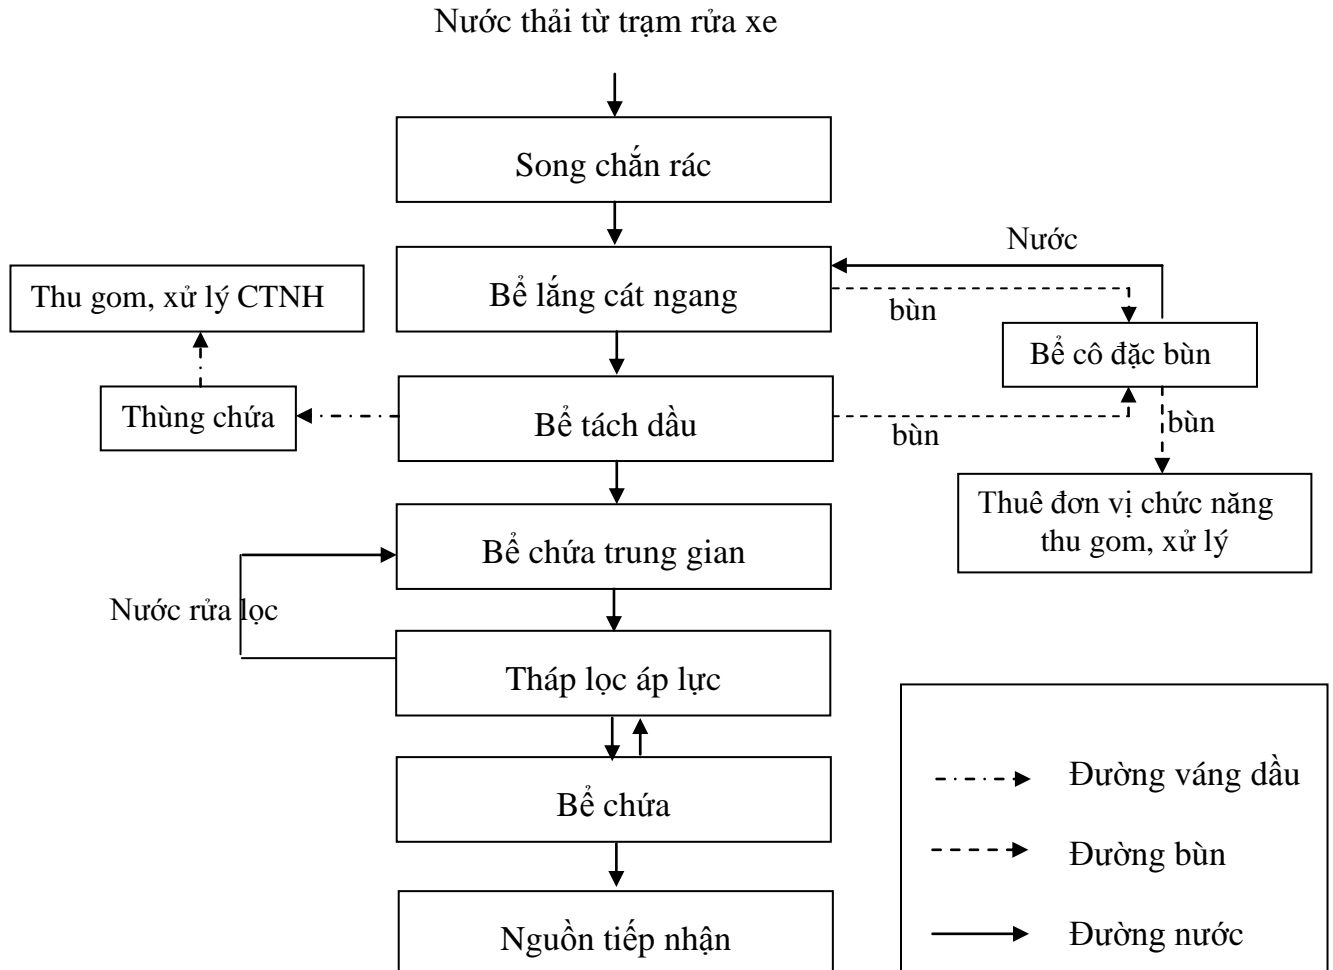 Nước thải từ trạm rửa xe
Song chắn rác
Nước
Bể lắng cát ngang
Thu gom, xử lý CTNH
bùn
Bể cô đặc bùn
Thùng chứa
Bể tách dầu
bùn
bùn
Thuê đơn vị chức năng
thu gom, xử lý
Bể chứa trung gian
Nước rửa lọc
Tháp lọc áp lực
Bể chứa
Nguồn tiếp nhận
Đường váng dầu
Đường bùn
Đường nước